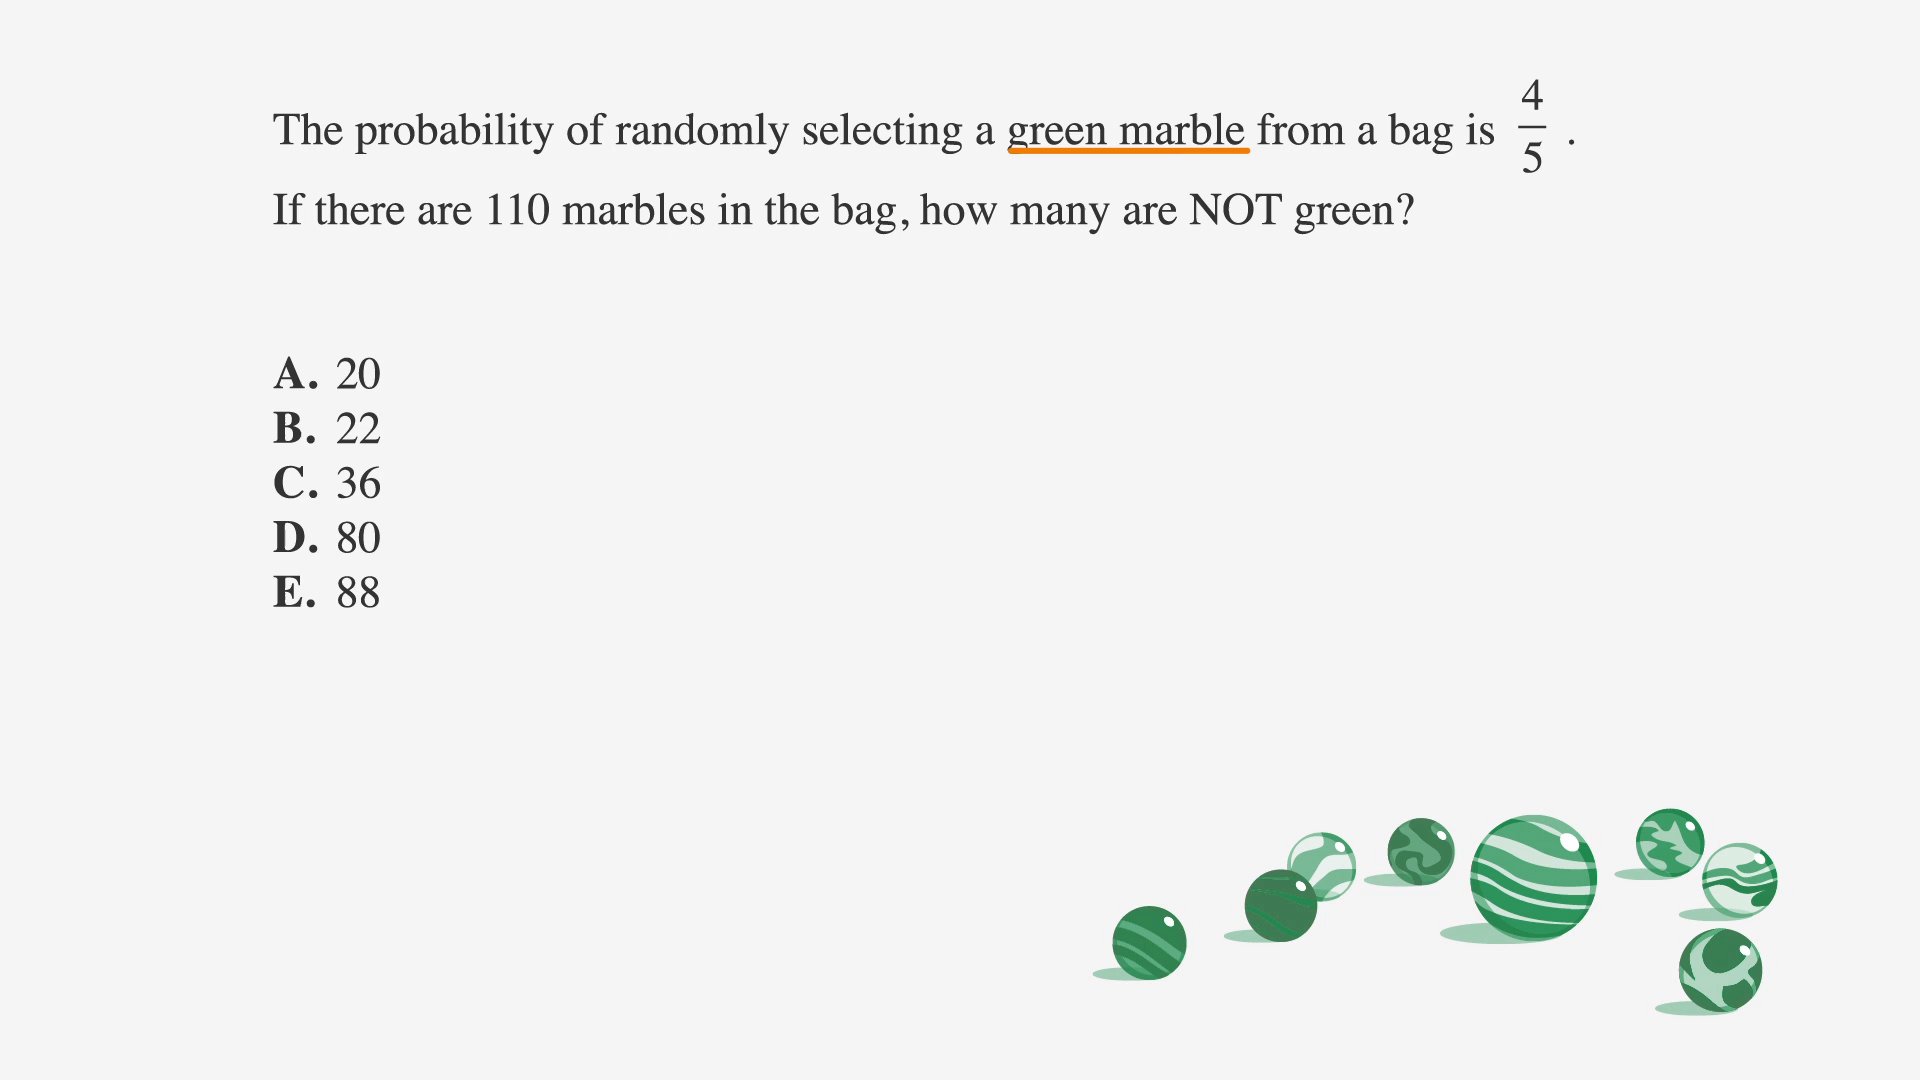 The probability of randomly selecting a green marble from a bag is 4/5 .
If there are 110 marbles in the bag, how many are NOT green?
A. 20
B. 22
C. 36
D. 80
E. 88